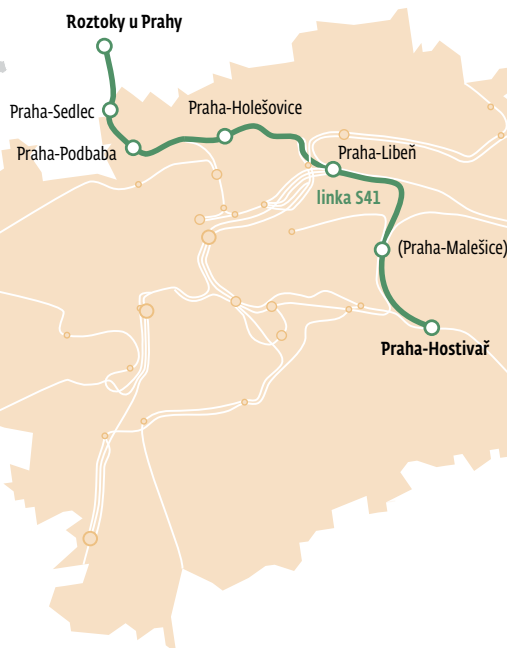 Roztoky u Prahy
Praha-Sedlec
Praha-Holešovice
Praha-Podbaba
Praha-Libeň
linka S41
(Praha-Malešice)
Praha-Hostivař